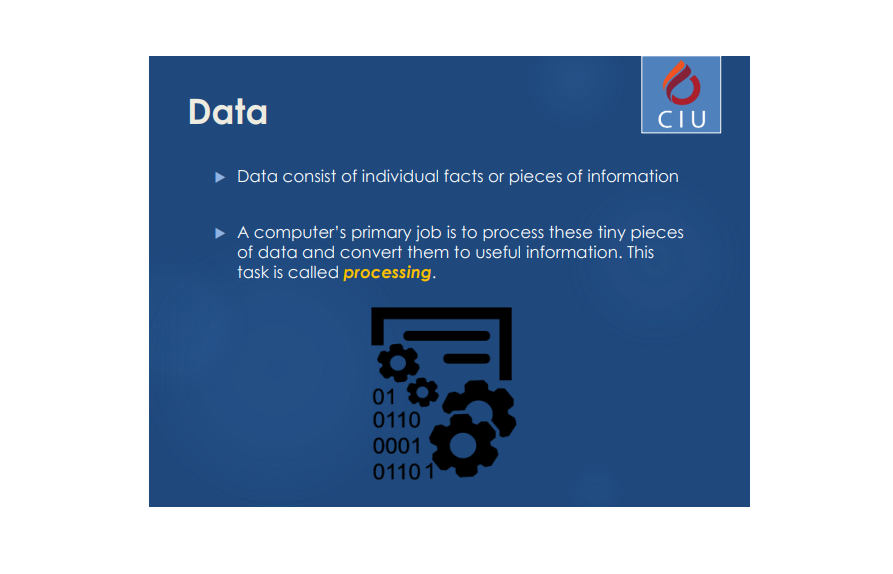 CIU
Data
Data consist of individual facts or pieces of information
A computer's primary job is to process these tiny pieces
of data and convert them to useful information. This
task is called processing.
01
0110
0001
01101